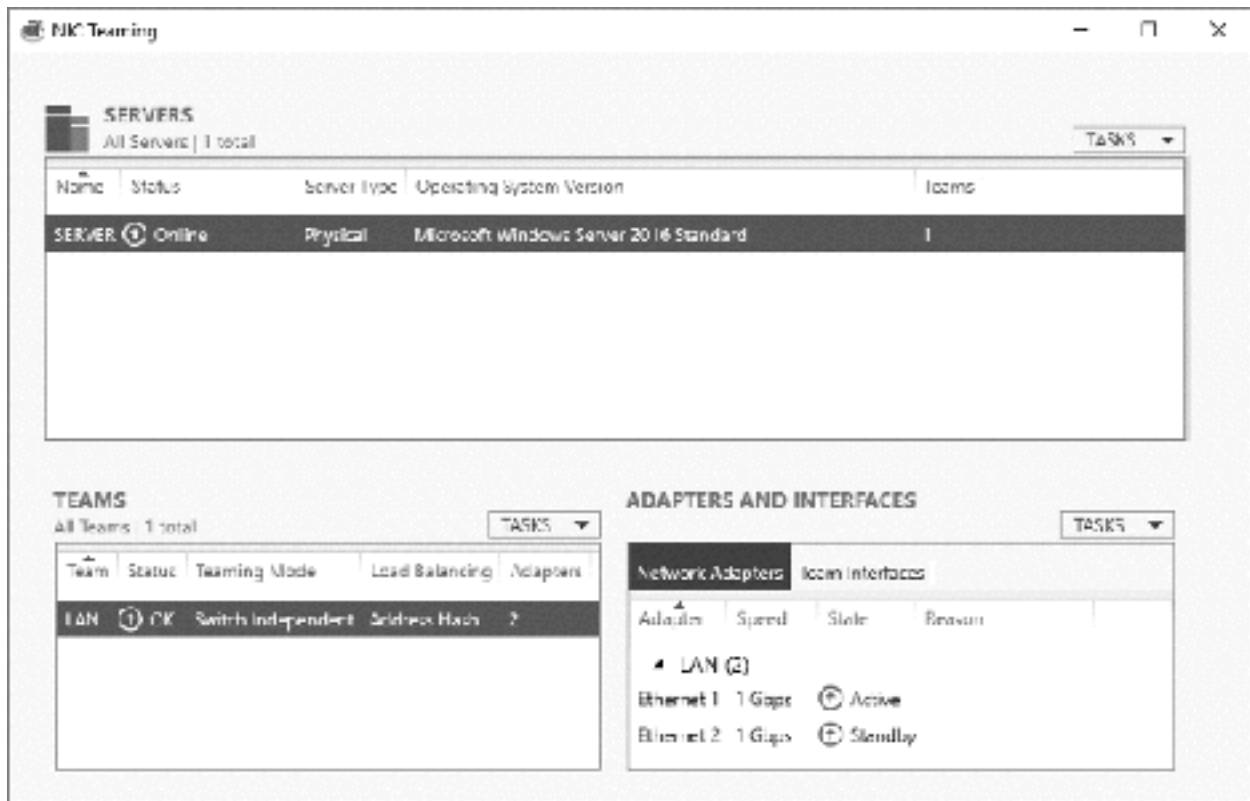 NIC Teaming
SERVERS
All Servers | 1 total
TASKS
Name Status Server Type Operating System Version Teams
SERVER Online Physical Microsoft Windows Server 2016 Standard 1
TEAMS
All Teams | 1 total
TASKS
Team Status Teaming Mode Load Balancing Adapters
LAN OK Switch Independent Address Hash 2
ADAPTERS AND INTERFACES
TASKS
Network Adapters Team Interfaces
Adapter Speed State Reason
LAN (2)
Ethernet 1 1 Gbps Active
Ethernet 2 1 Gbps Standby